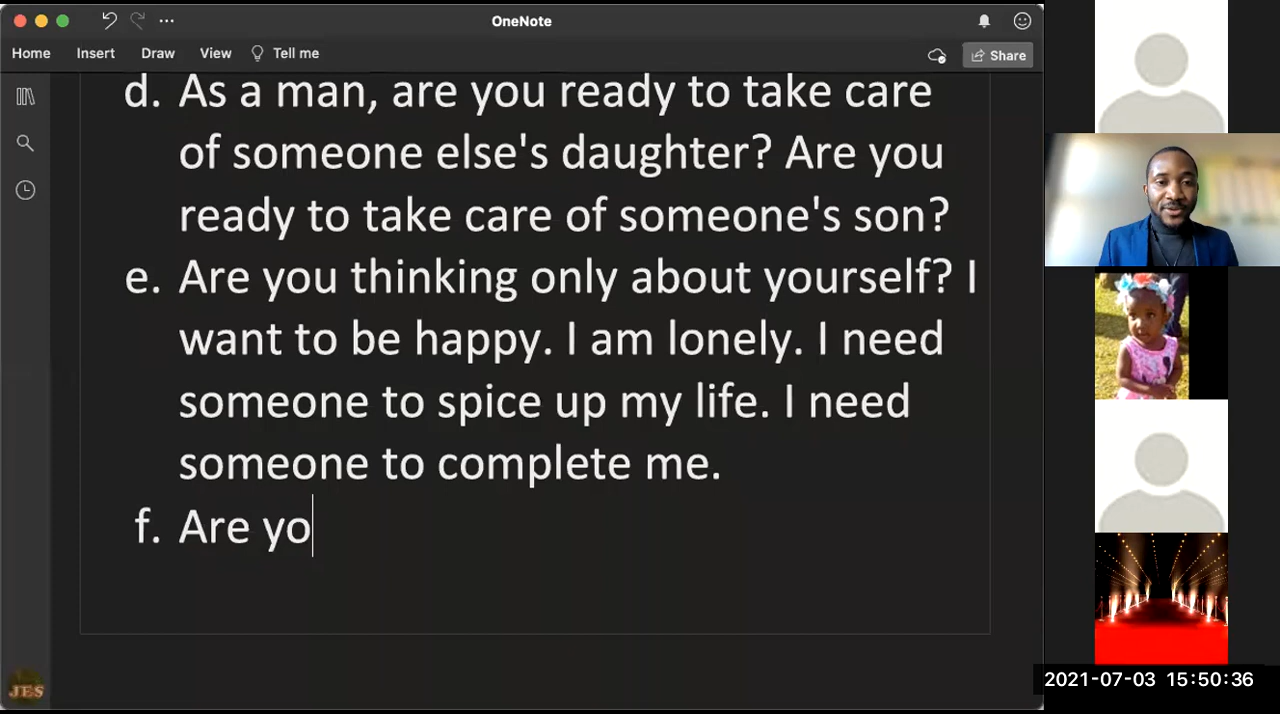 OneNote
Home Insert Draw View Tell me Share
d. As a man, are you ready to take care
of someone else's daughter? Are you
ready to take care of someone's son?
e. Are you thinking only about yourself? I
want to be happy. I am lonely. I need
someone to spice up my life. I need
someone to complete me.
f. Are yo
JES
2021-07-03 15:50:36